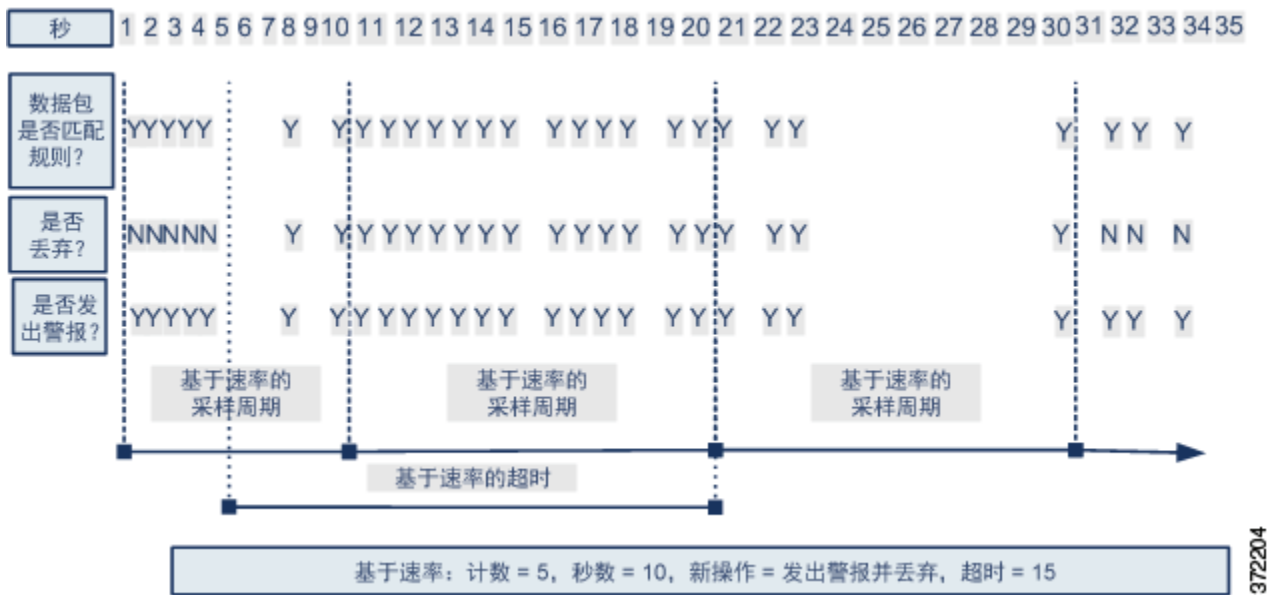 秒 1 2 3 4 5 6 7 8 9 10 11 12 13 14 15 16 17 18 19 20 21 22 23 24 25 26 27 28 29 30 31 32 33 34 35
数据包
是否匹配
规则?
YYYYY Y Y Y Y Y Y Y Y Y Y Y Y Y Y Y Y Y Y Y Y Y Y
是否
丢弃?
NNNNN Y Y Y Y Y Y Y Y Y Y Y Y Y Y Y Y Y Y Y N N N
是否发
出警报?
YYYYY Y Y Y Y Y Y Y Y Y Y Y Y Y Y Y Y Y Y Y Y Y Y
基于速率的
采样周期
基于速率的
采样周期
基于速率的
采样周期
基于速率的超时
基于速率：计数 = 5，秒数 = 10，新操作 = 发出警报并丢弃，超时 = 15
372204